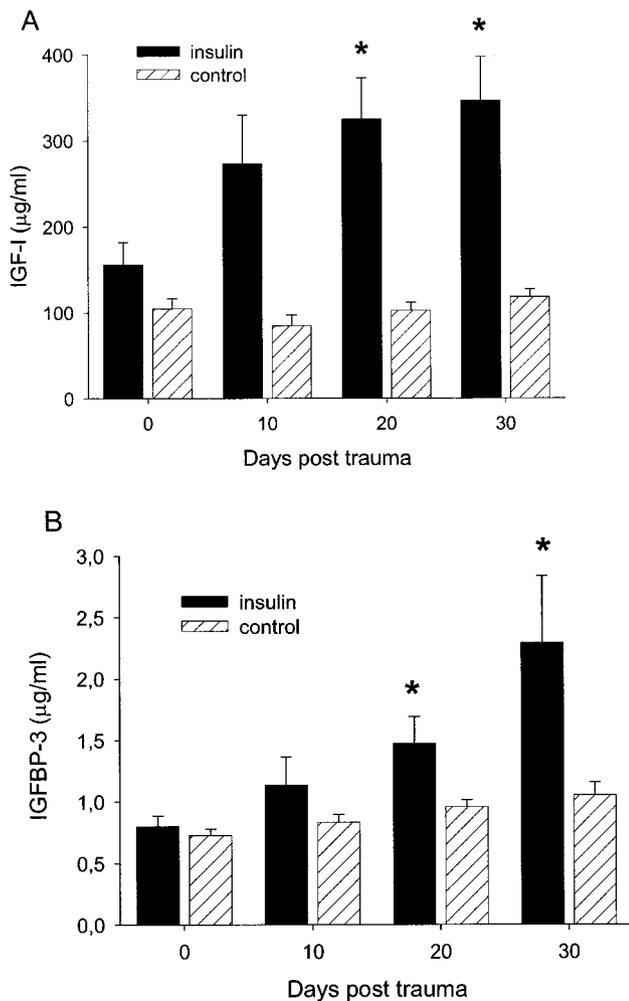 A
insulin
control
* *
400
300
200
100
0
IGF-I (µg/ml)
0 10 20 30
Days post trauma
B
insulin
control
*
*
3,0
2,5
2,0
1,5
1,0
0,5
0,0
IGFBP-3 (µg/ml)
0 10 20 30
Days post trauma